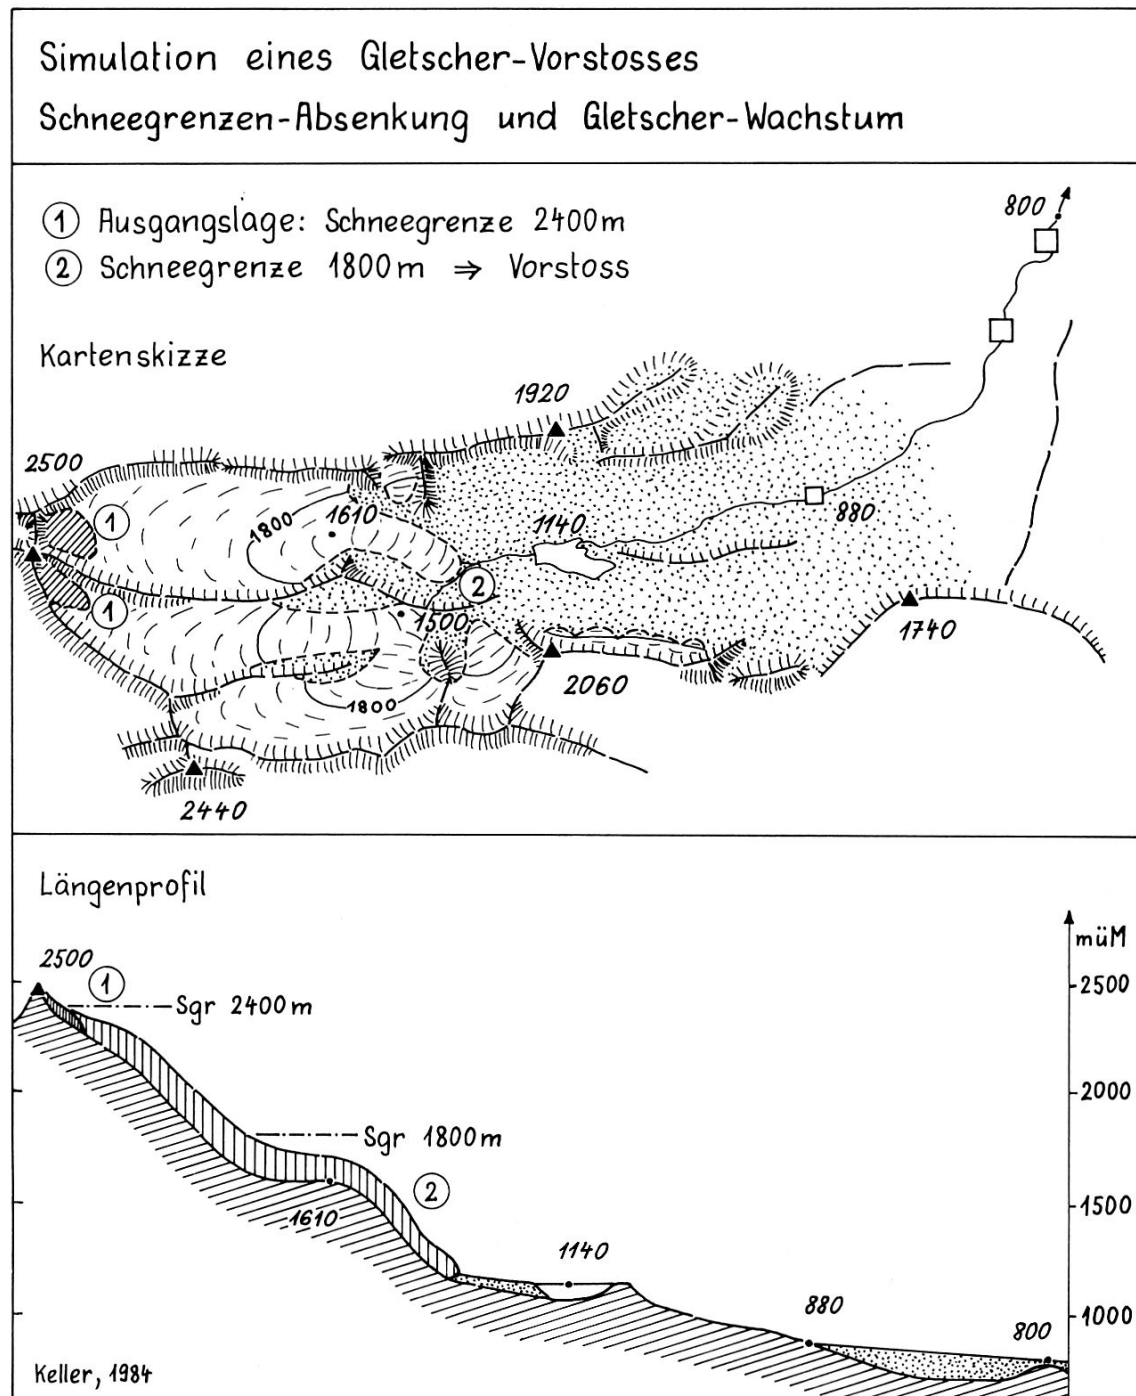 Simulation eines Gletscher-Vorstosses
Schneegrenzen-Absenkung und Gletscher-Wachstum
① Ausgangslage: Schneegrenze 2400m
② Schneegrenze 1800m ⇒ Vorstoss
Kartenskizze
800
1920
2500
①
1800
1610
1140
880
②
①
1500
1740
2060
1800
2440
Längenprofil
müM
2500
①
2500
Sgr 2400m
2000
Sgr 1800m
②
1500
1610
1140
880
1000
800
Keller, 1984